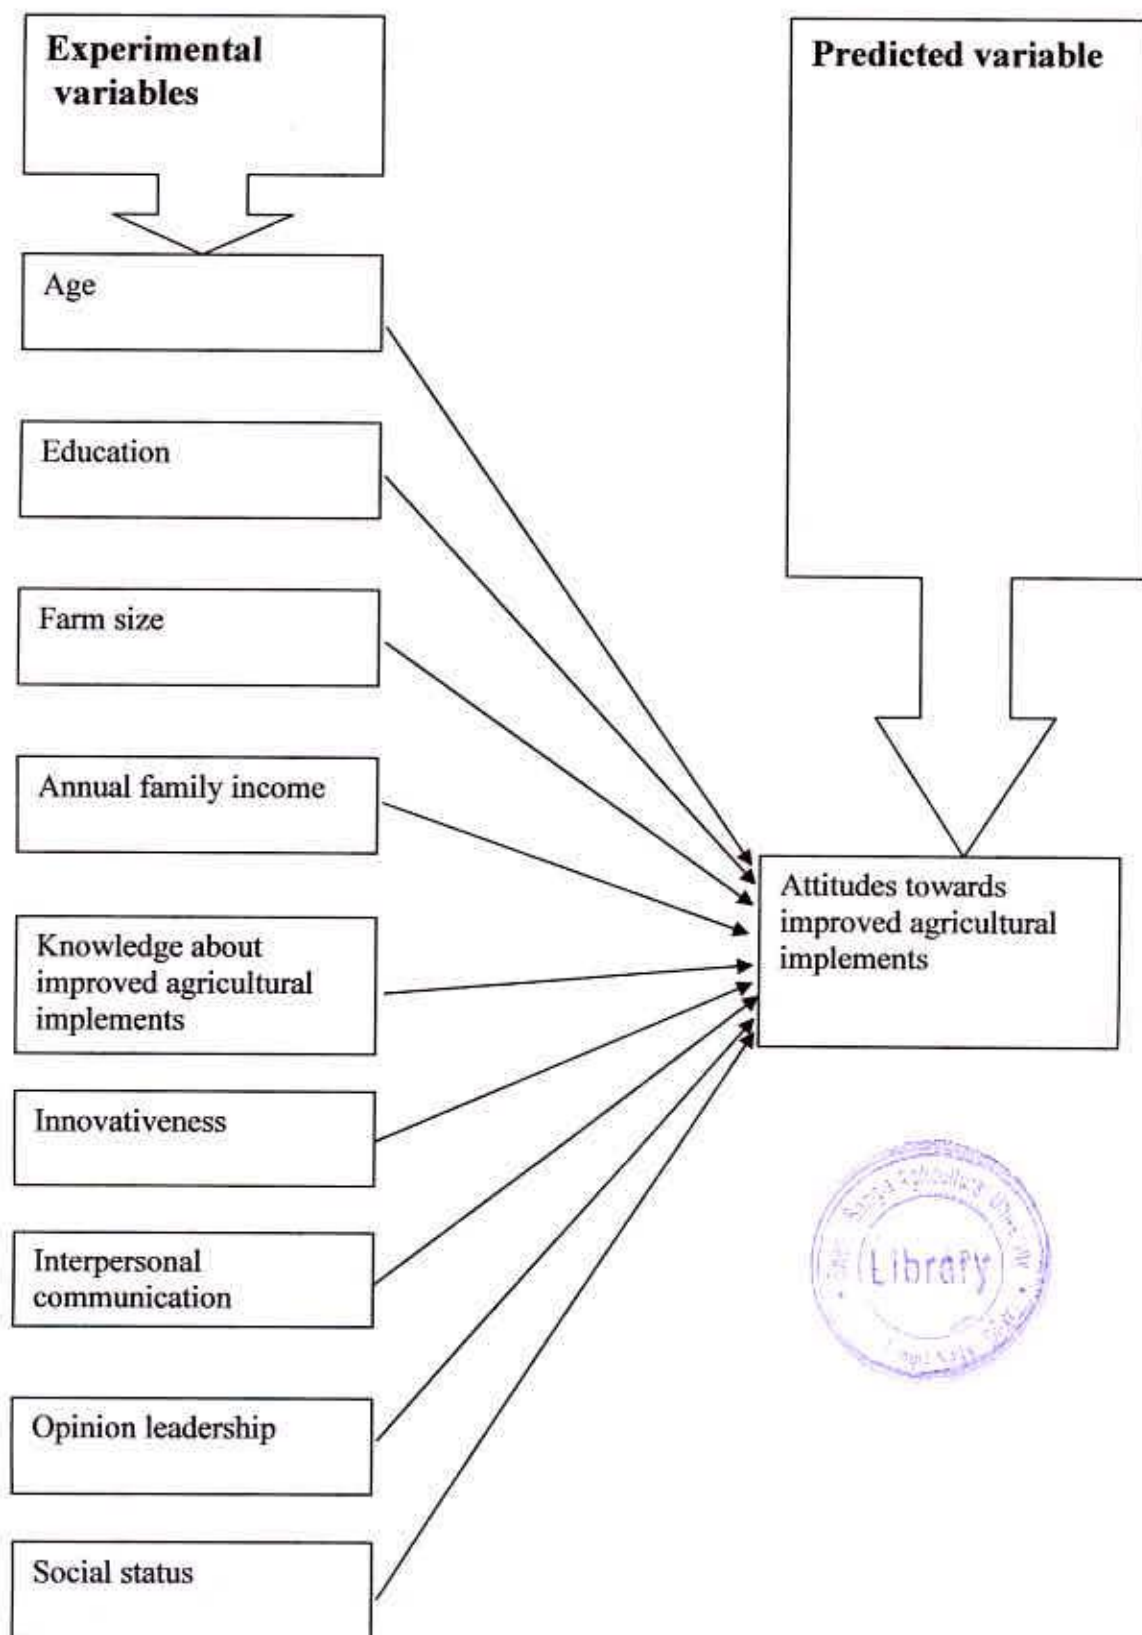 Experimental
variables
Predicted variable
Age
Education
Farm size
Annual family income
Knowledge about
improved agricultural
implements
Innovativeness
Interpersonal
communication
Opinion leadership
Social status
Attitudes towards
improved agricultural
implements
Library